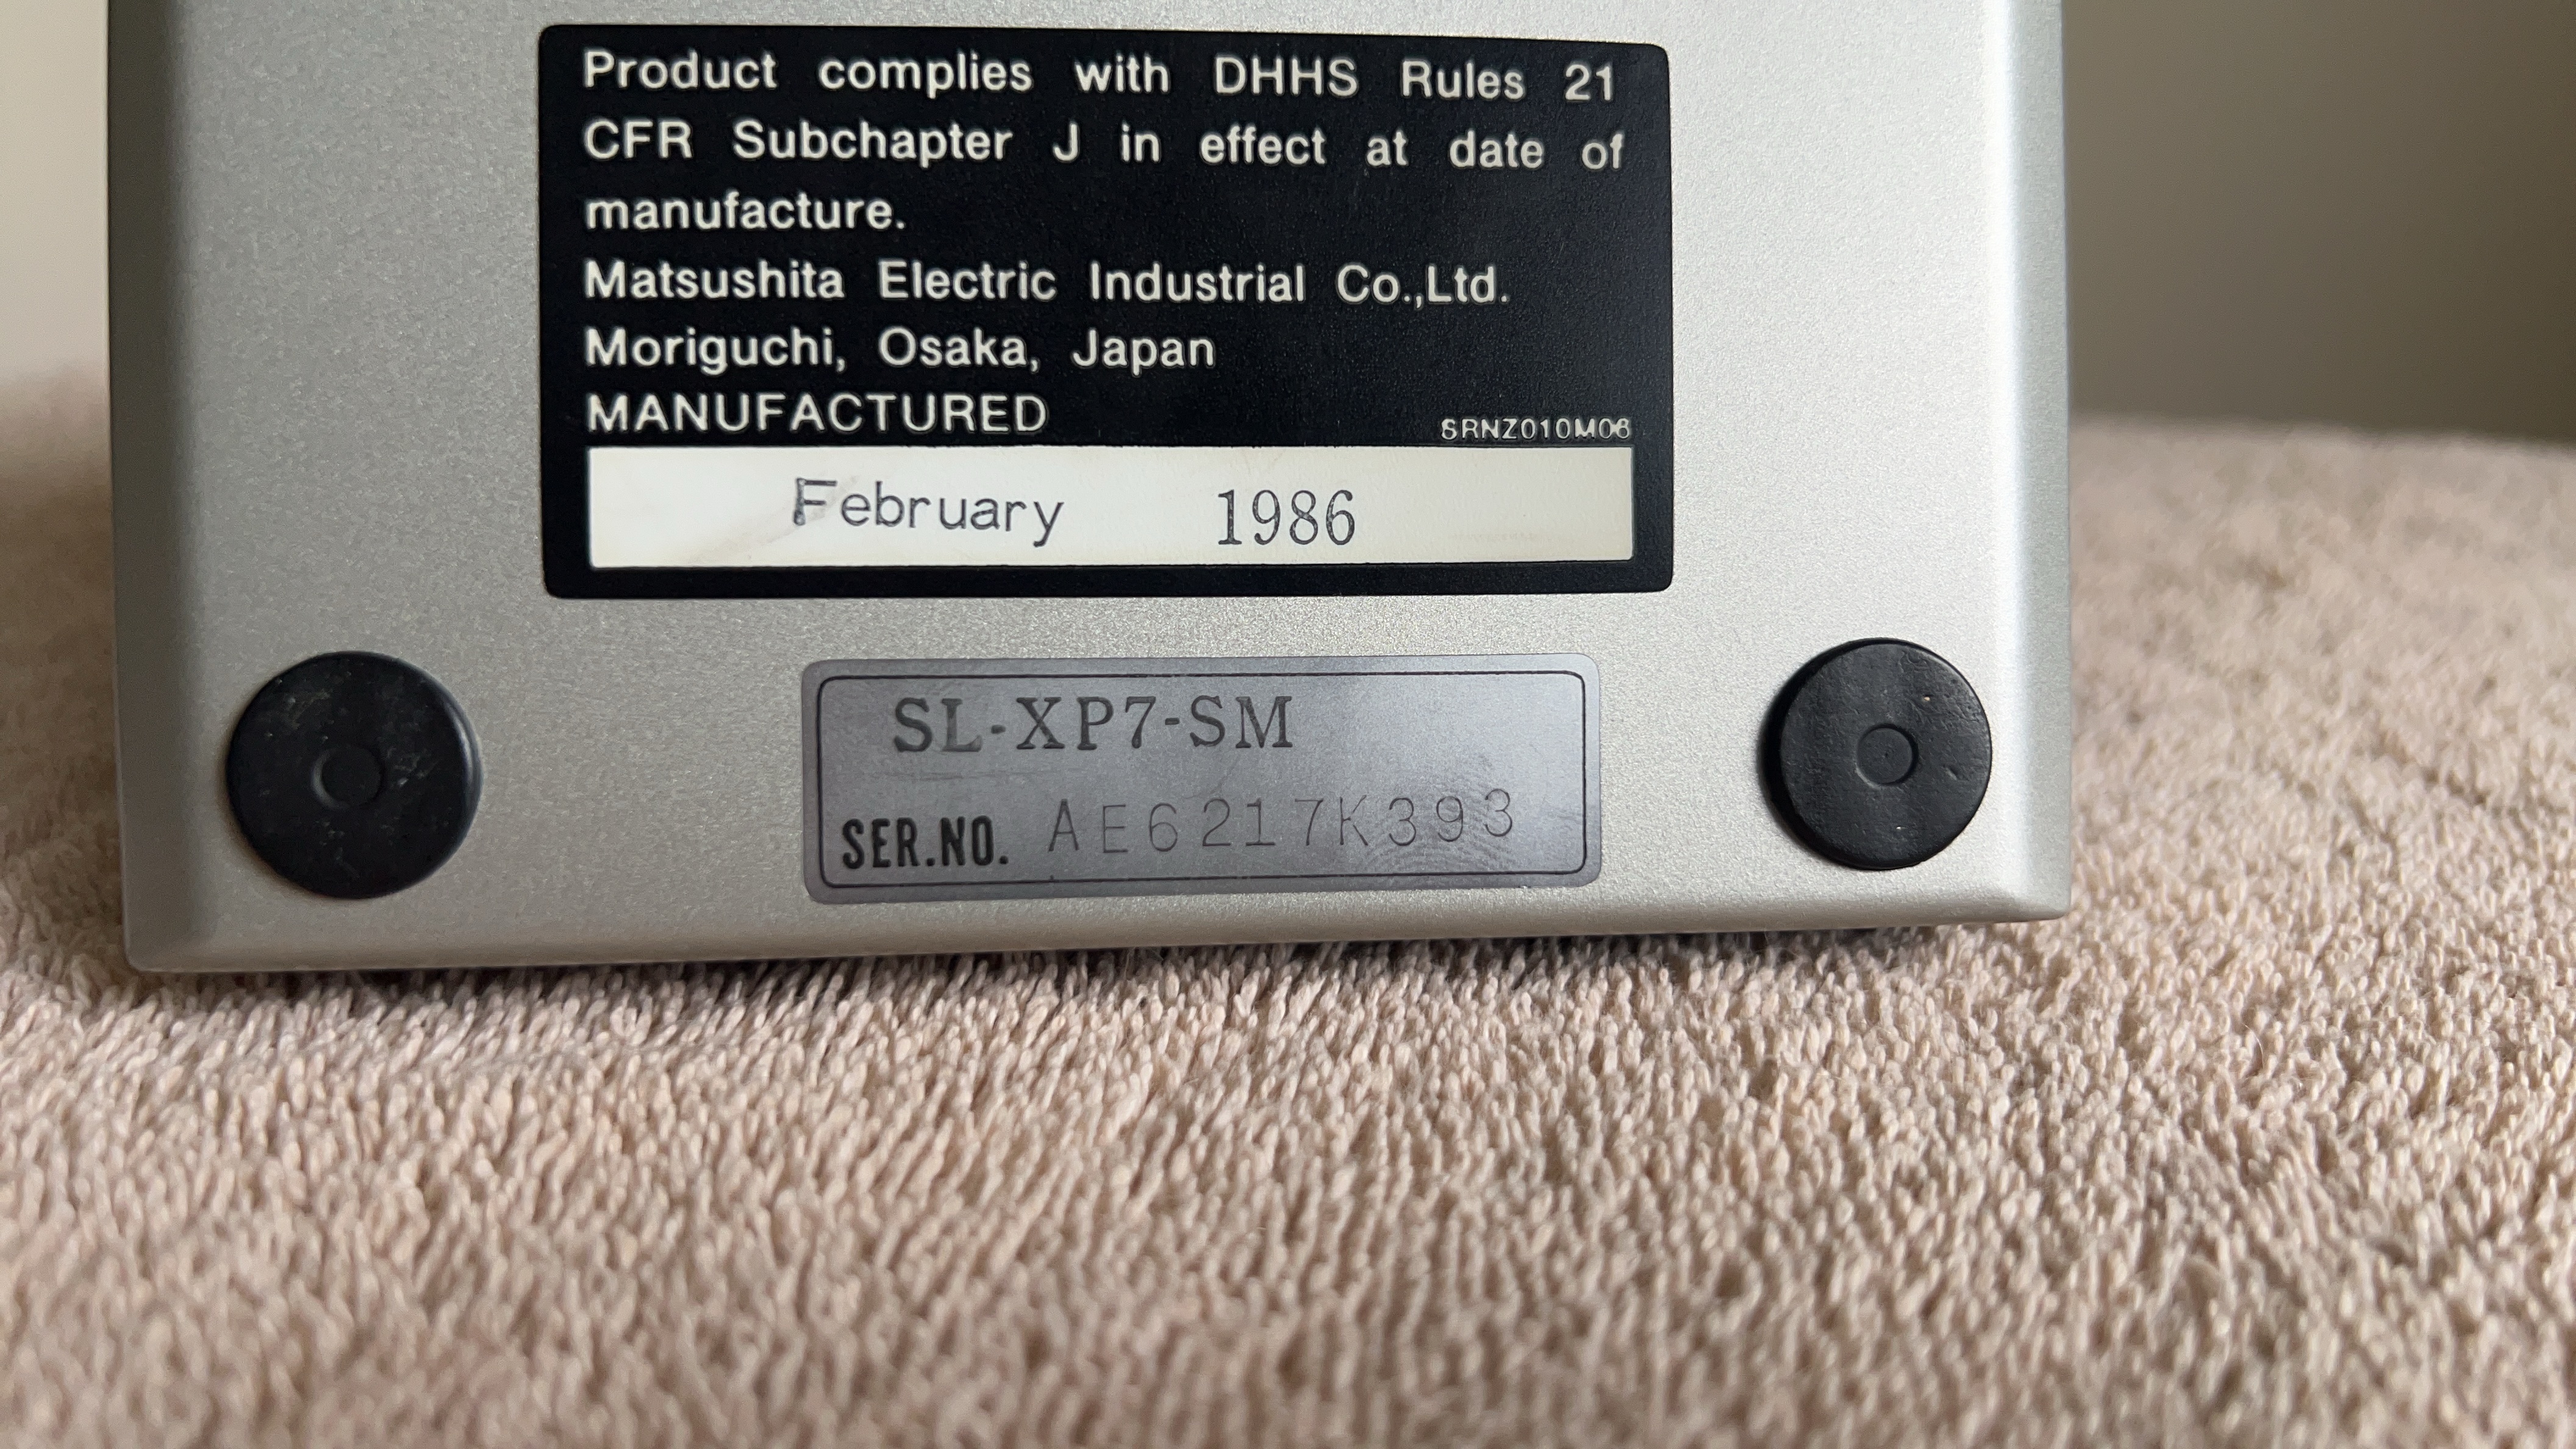 Product complies with DHHS Rules 21
CFR Subchapter J in effect at date of
manufacture.
Matsushita Electric Industrial Co.,Ltd.
Moriguchi, Osaka, Japan
MANUFACTURED
SRNZ010M06
February 1986
SL-XP7-SM
SER.NO. AE6217K393